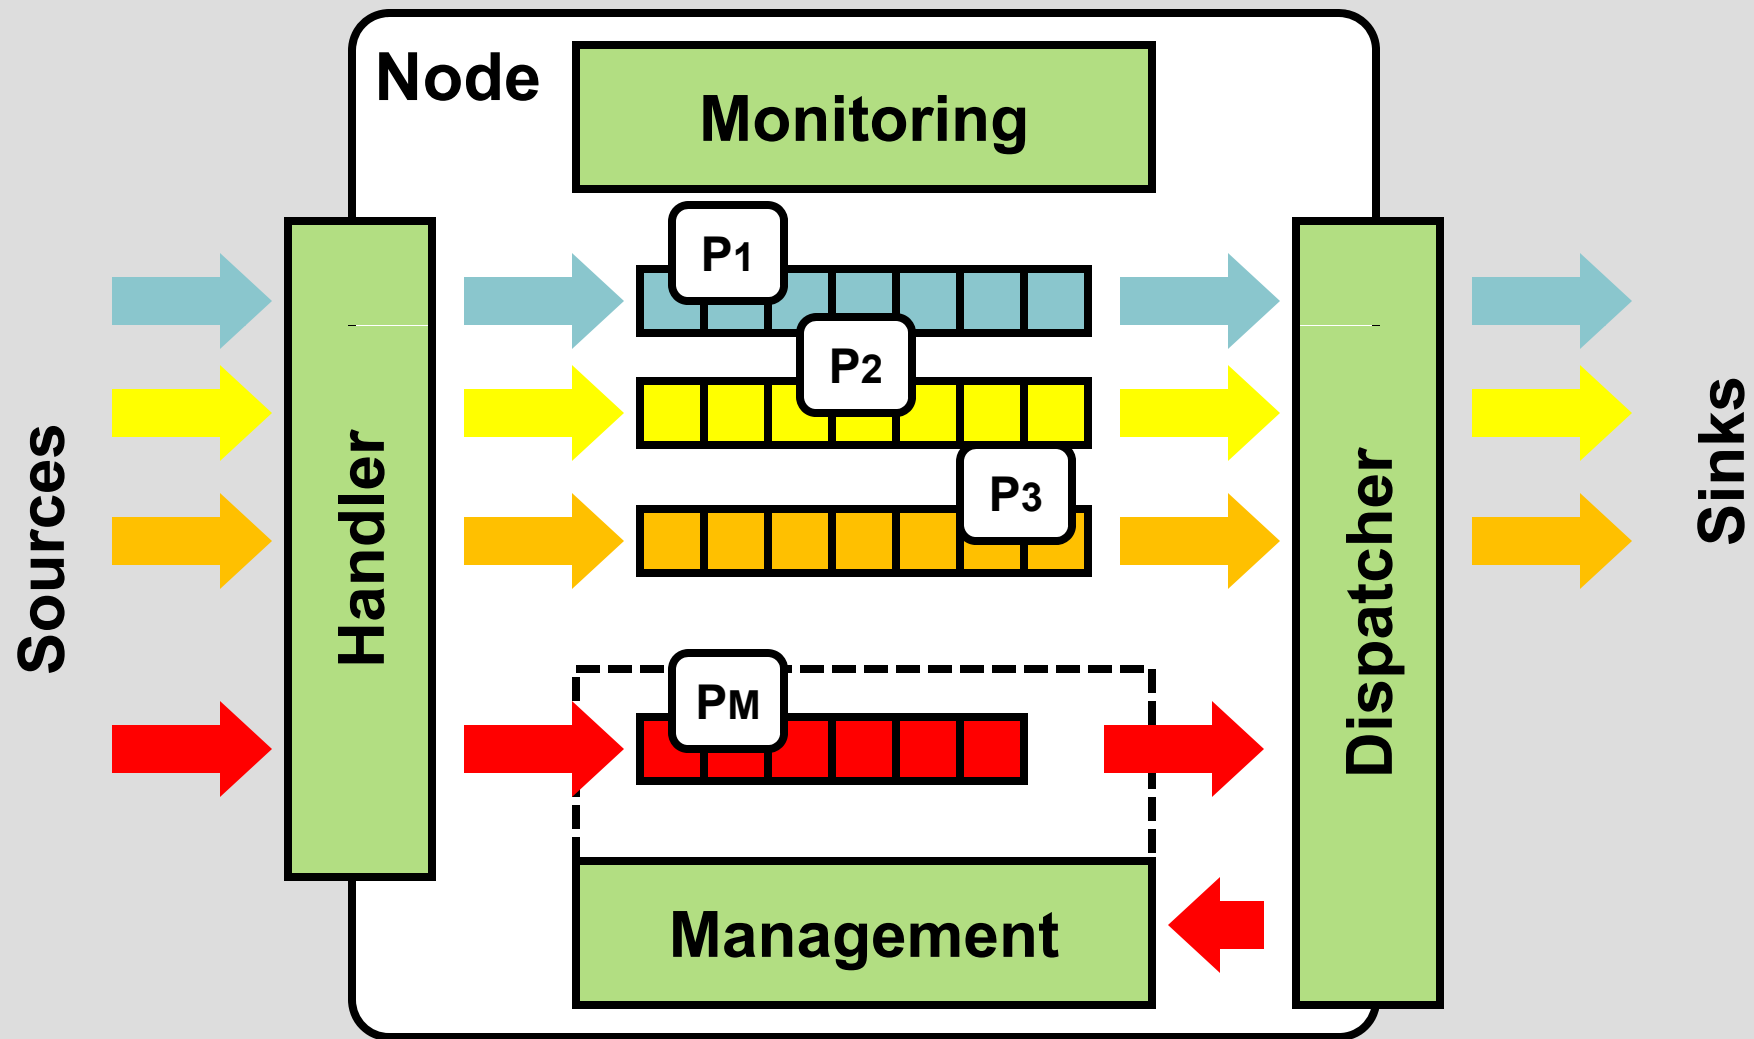 Node
Monitoring
Sources
Handler
P1
P2
P3
PM
Management
Dispatcher
Sinks